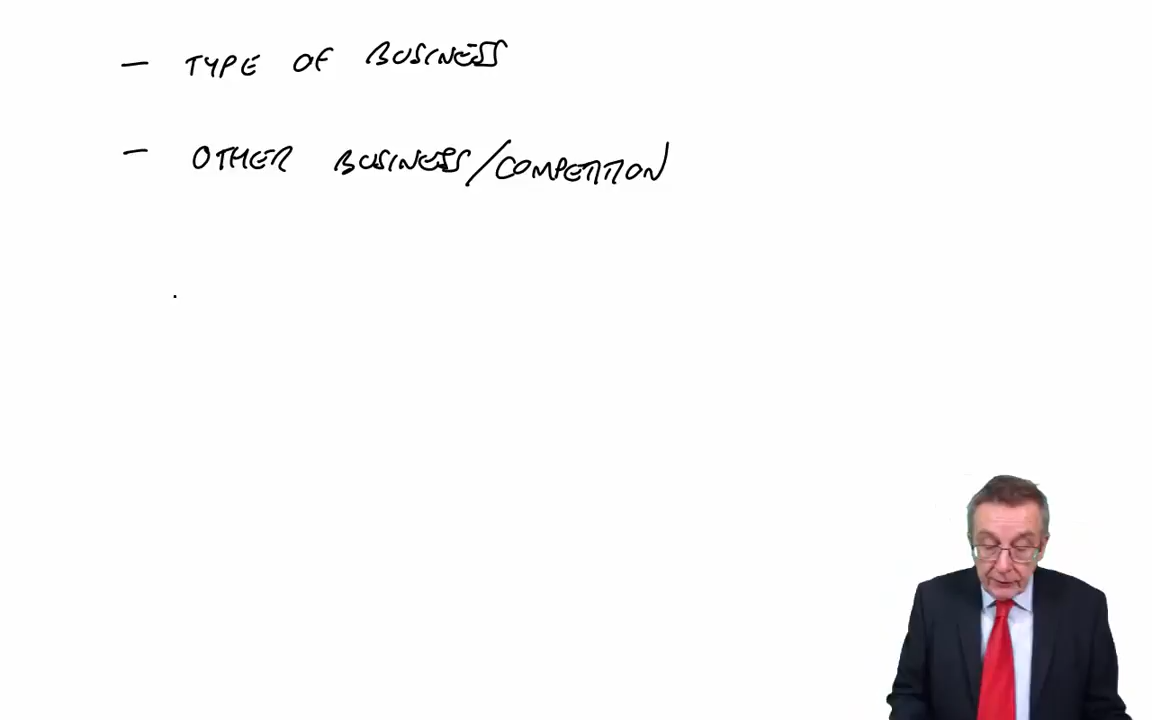 - TYPE OF BUSINESS
- OTHER BUSINESS/COMPETITION